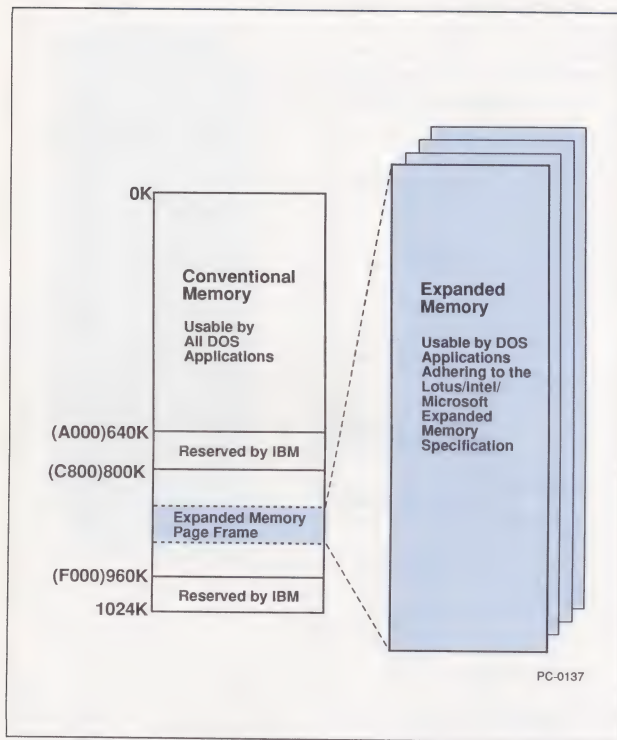 0K
Conventional
Memory
Usable by
All DOS
Applications
(A000)640K
Reserved by IBM
(C800)800K
Expanded Memory
Page Frame
(F000)960K
Reserved by IBM
1024K
Expanded
Memory
Usable by DOS
Applications
Adhering to the
Lotus/Intel/
Microsoft
Expanded
Memory
Specification
PC-0137